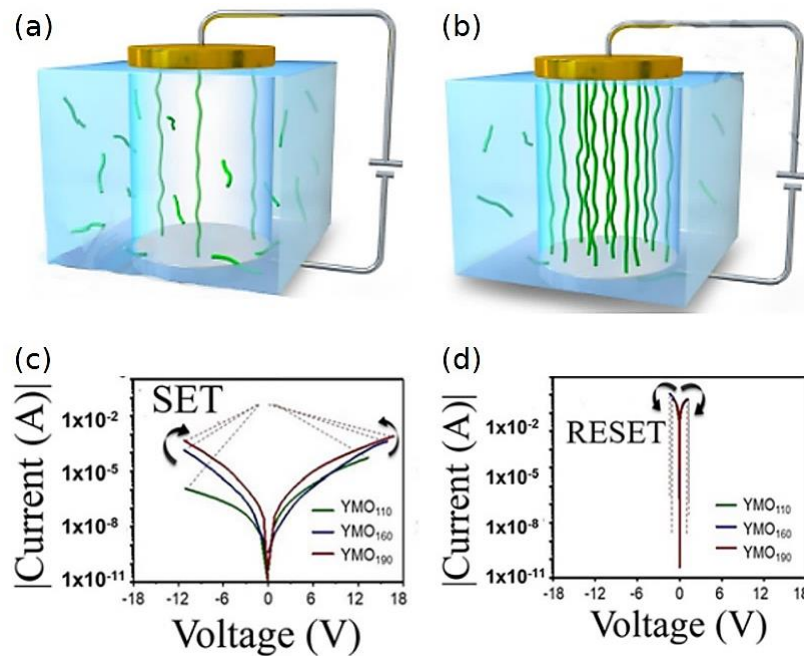 (a)
(b)
(c)
SET
|Current (A)|
1x10⁻²
1x10⁻⁵
1x10⁻⁸
1x10⁻¹¹
YMO₁₁₀
YMO₁₆₀
YMO₁₉₀
-18 -12 -6 0 6 12 18
Voltage (V)
(d)
RESET
|Current (A)|
1x10⁻²
1x10⁻⁵
1x10⁻⁸
1x10⁻¹¹
YMO₁₁₀
YMO₁₆₀
YMO₁₉₀
-18 -12 -6 0 6 12 18
Voltage (V)